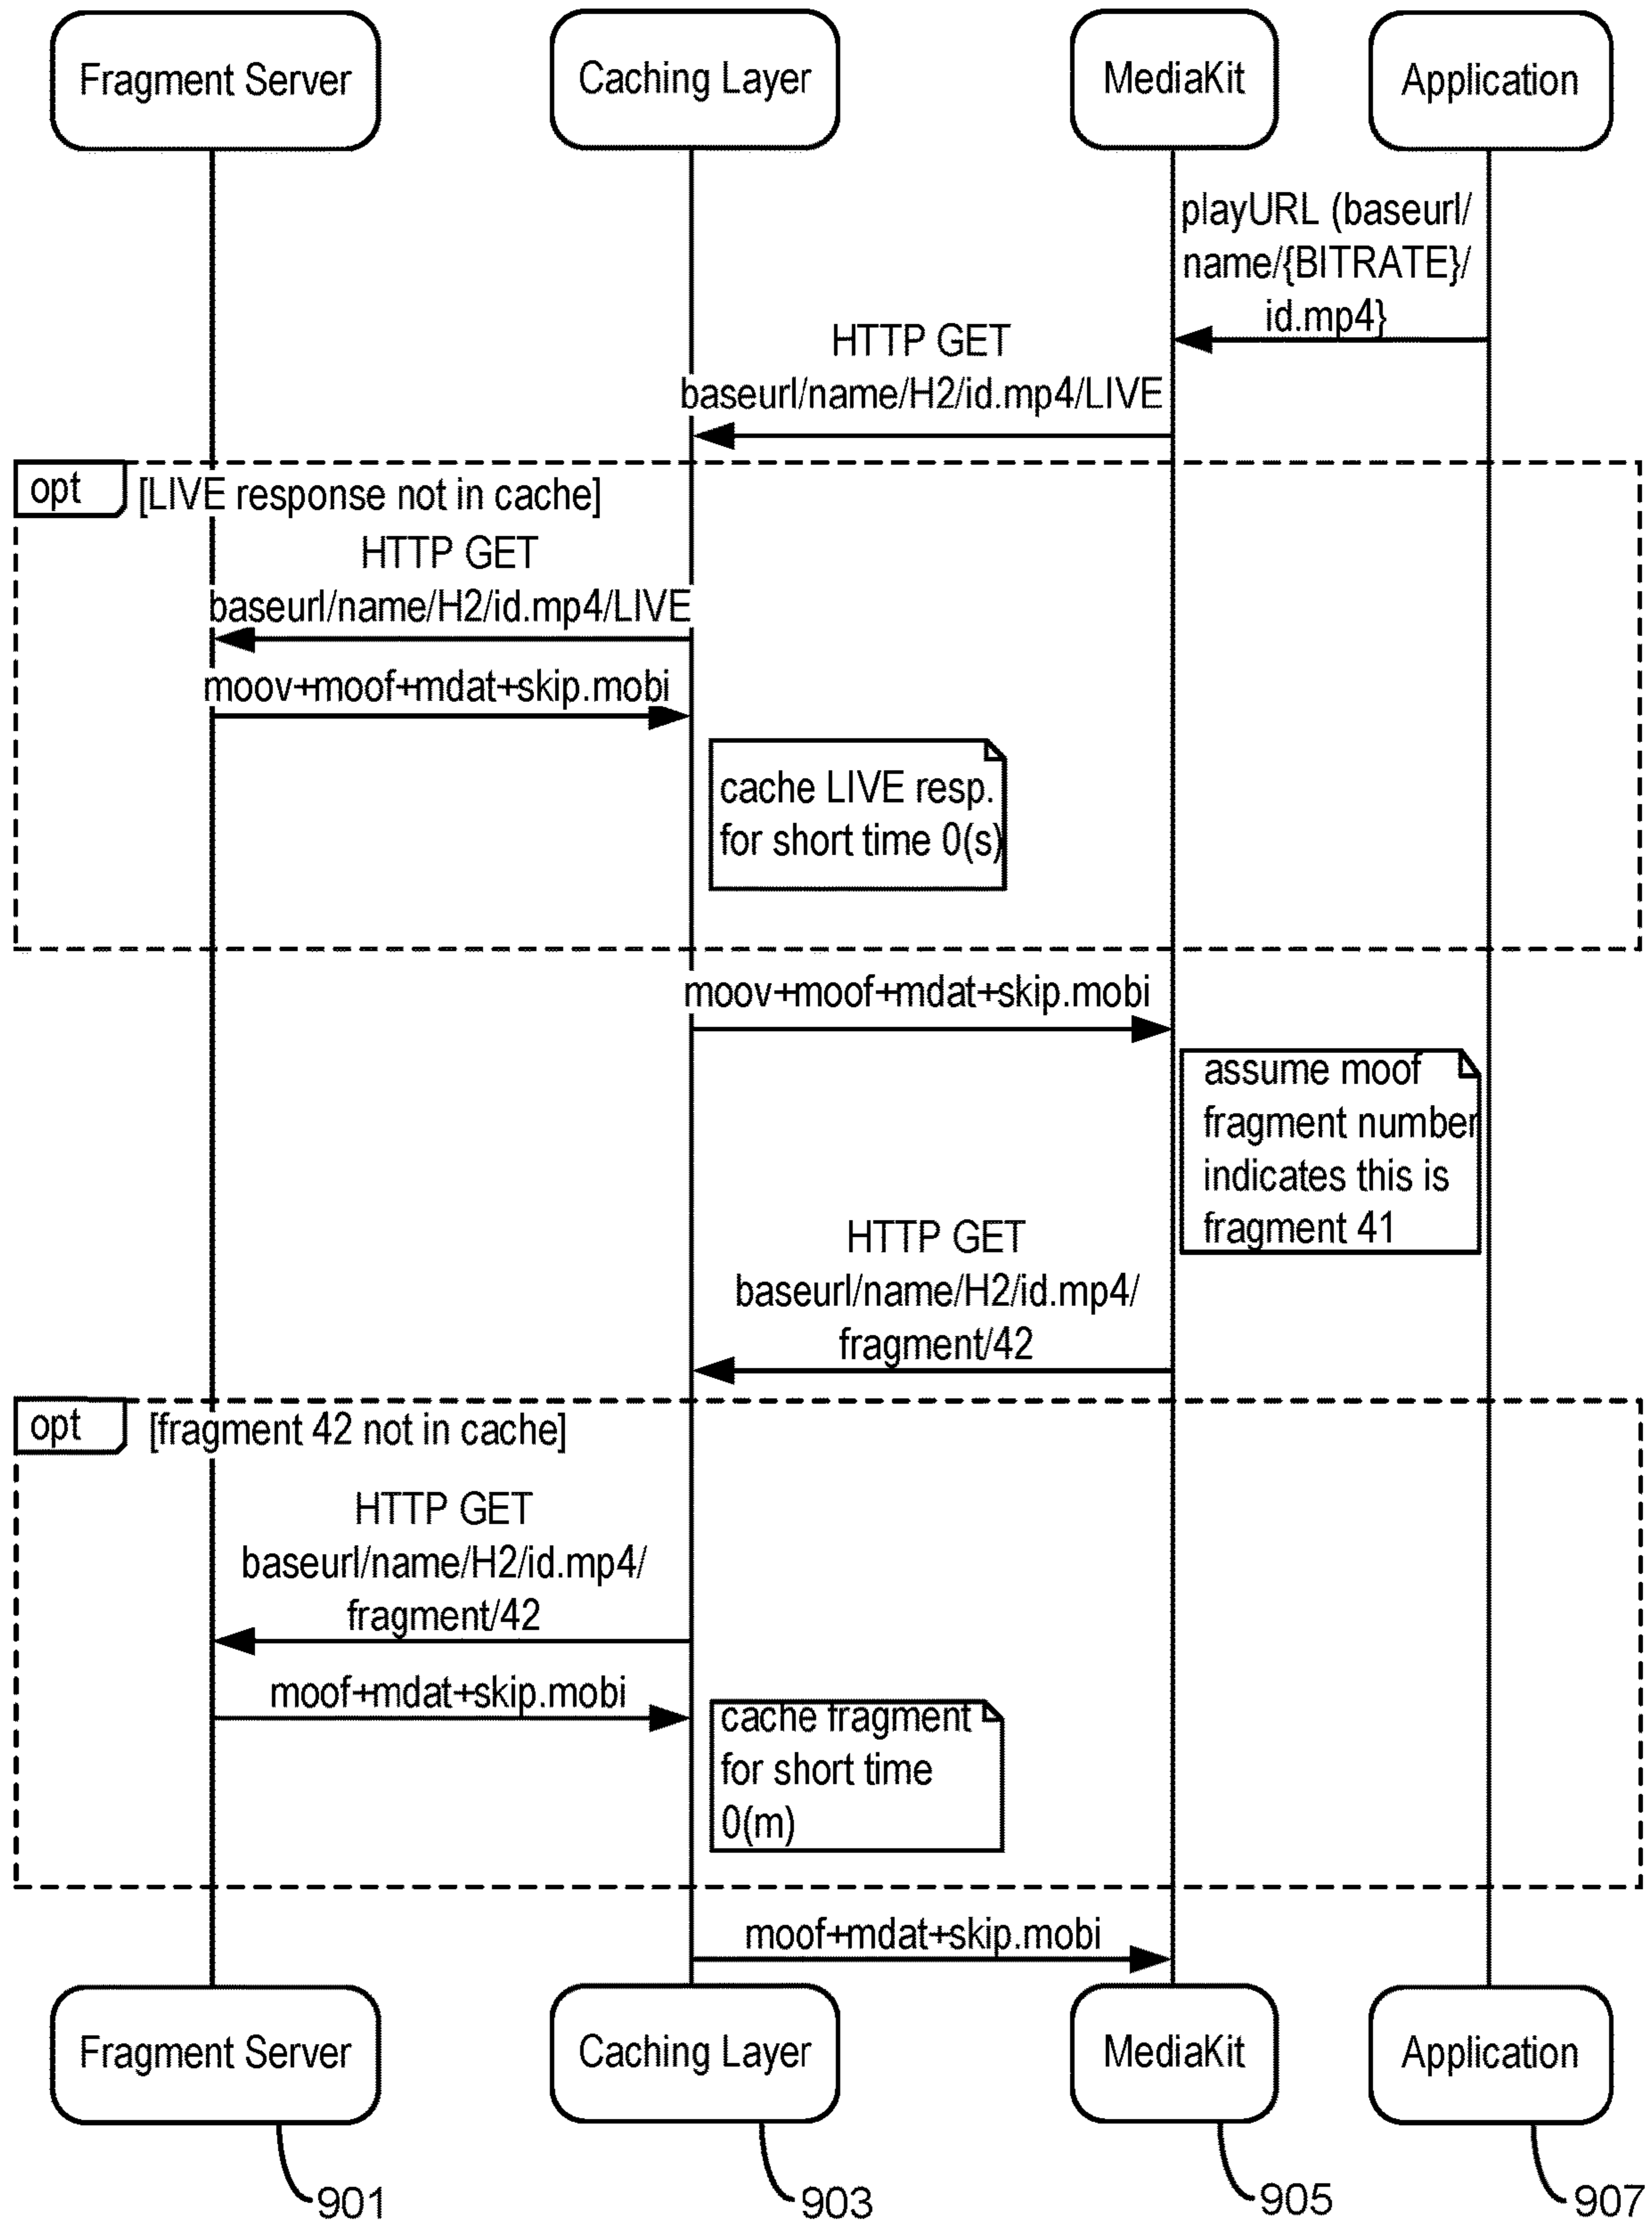 Fragment Server
Caching Layer
MediaKit
Application
playURL (baseurl/
name/{BITRATE}/
id.mp4}
HTTP GET
baseurl/name/H2/id.mp4/LIVE
opt
[LIVE response not in cache]
HTTP GET
baseurl/name/H2/id.mp4/LIVE
moov+moof+mdat+skip.mobi
cache LIVE resp.
for short time 0(s)
moov+moof+mdat+skip.mobi
assume moof
fragment number
indicates this is
fragment 41
HTTP GET
baseurl/name/H2/id.mp4/
fragment/42
opt
[fragment 42 not in cache]
HTTP GET
baseurl/name/H2/id.mp4/
fragment/42
moof+mdat+skip.mobi
cache fragment
for short time
0(m)
moof+mdat+skip.mobi
Fragment Server
Caching Layer
MediaKit
Application
901
903
905
907